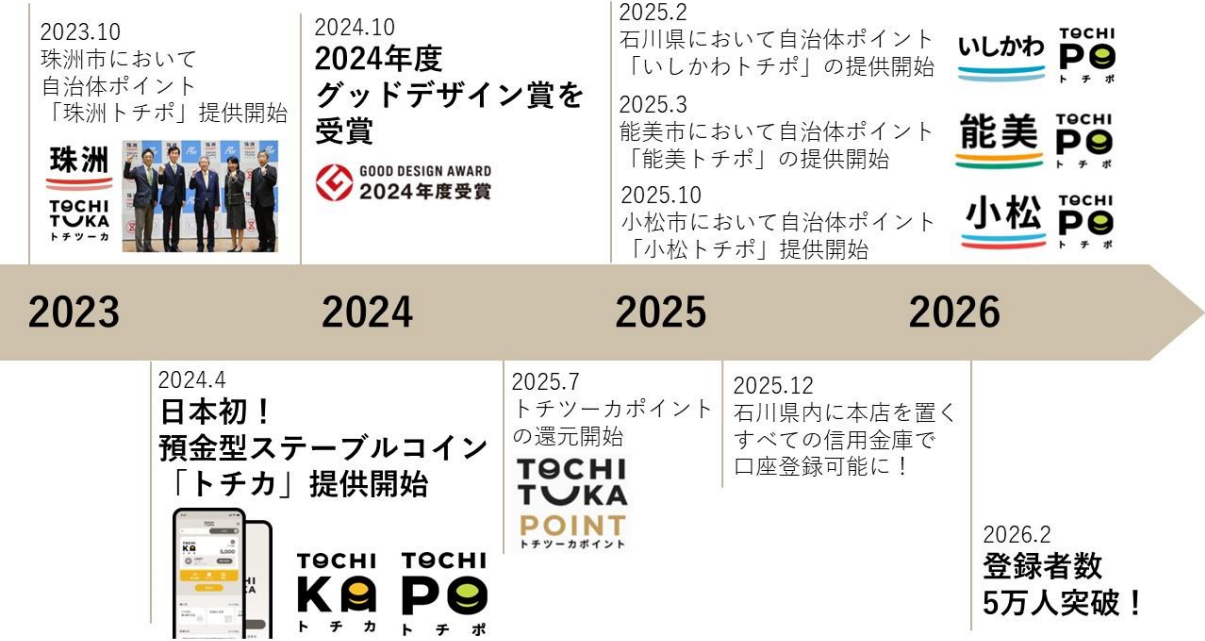 2023.10
珠洲市において
自治体ポイント
「珠洲トチポ」提供開始
珠洲
TOCHI
TUKA
トチツーカ
2024.10
2024年度
グッドデザイン賞を
受賞
GOOD DESIGN AWARD
2024年度受賞
2025.2
石川県において自治体ポイント
「いしかわトチポ」の提供開始
いしかわ
TOCHI
PO
トチポ
2025.3
能美市において自治体ポイント
「能美トチポ」の提供開始
能美
TOCHI
PO
トチポ
2025.10
小松市において自治体ポイント
「小松トチポ」提供開始
小松
TOCHI
PO
トチポ
2023 2024 2025 2026
2024.4
日本初！
預金型ステーブルコイン
「トチカ」提供開始
TOCHI
KA
5,000
TOCHI
KA
トチカ
TOCHI
PO
トチポ
2025.7
トチツーカポイント
の還元開始
TOCHI
TUKA
POINT
トチツーカポイント
2025.12
石川県内に本店を置く
すべての信用金庫で
口座登録可能に！
2026.2
登録者数
5万人突破！